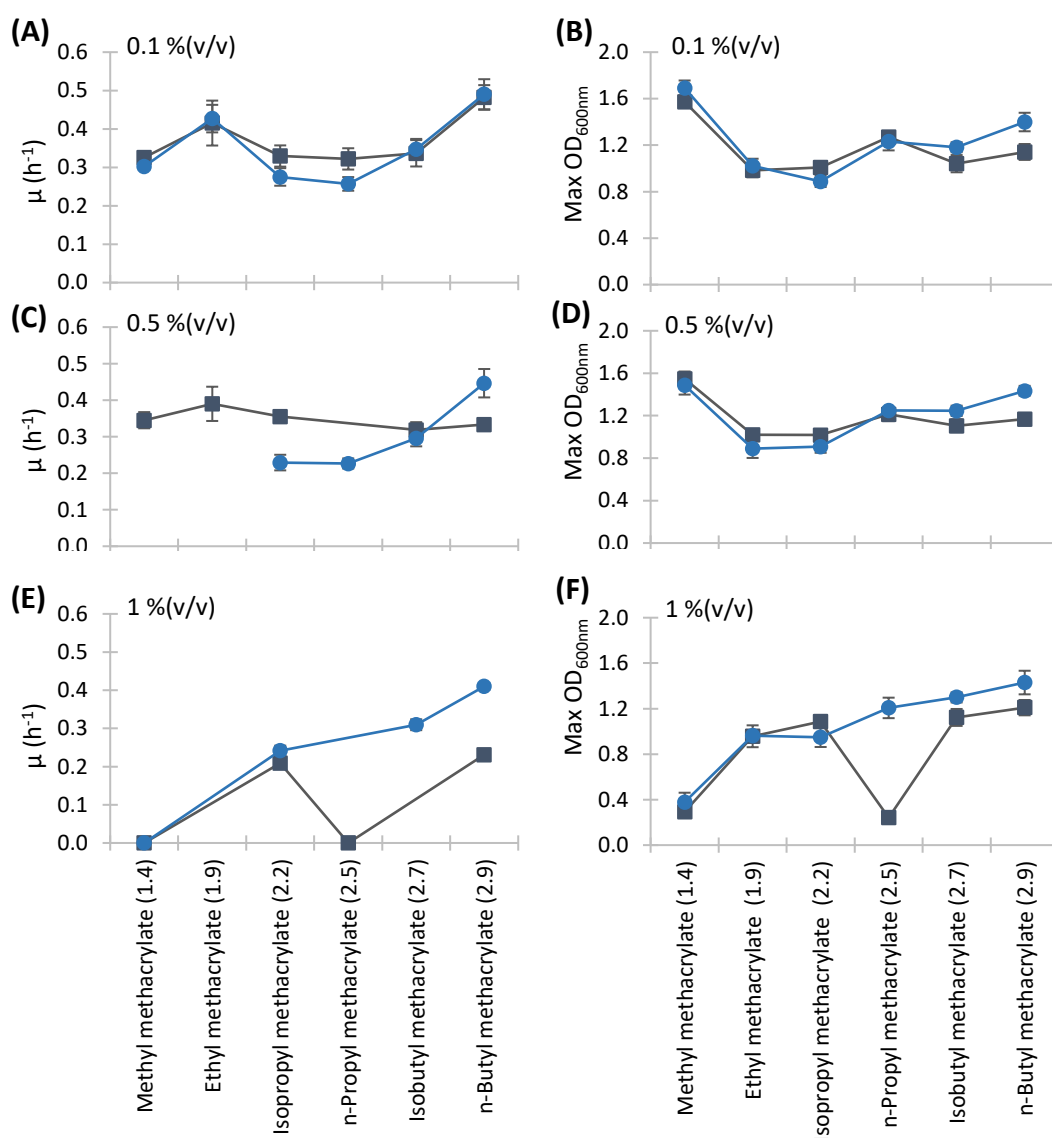 (A)
0.1 %(v/v)
0.6
0.5
0.4
0.3
0.2
0.1
0.0
µ (h-1)
(B)
0.1 %(v/v)
2.0
1.6
1.2
0.8
0.4
0.0
Max OD600nm
(C)
0.5 %(v/v)
0.6
0.5
0.4
0.3
0.2
0.1
0.0
µ (h-1)
(D)
0.5 %(v/v)
2.0
1.6
1.2
0.8
0.4
0.0
Max OD600nm
(E)
1 %(v/v)
0.6
0.5
0.4
0.3
0.2
0.1
0.0
µ (h-1)
Methyl methacrylate (1.4)
Ethyl methacrylate (1.9)
Isopropyl methacrylate (2.2)
n-Propyl methacrylate (2.5)
Isobutyl methacrylate (2.7)
n-Butyl methacrylate (2.9)
(F)
1 %(v/v)
2.0
1.6
1.2
0.8
0.4
0.0
Max OD600nm
Methyl methacrylate (1.4)
Ethyl methacrylate (1.9)
sopropyl methacrylate (2.2)
n-Propyl methacrylate (2.5)
Isobutyl methacrylate (2.7)
n-Butyl methacrylate (2.9)